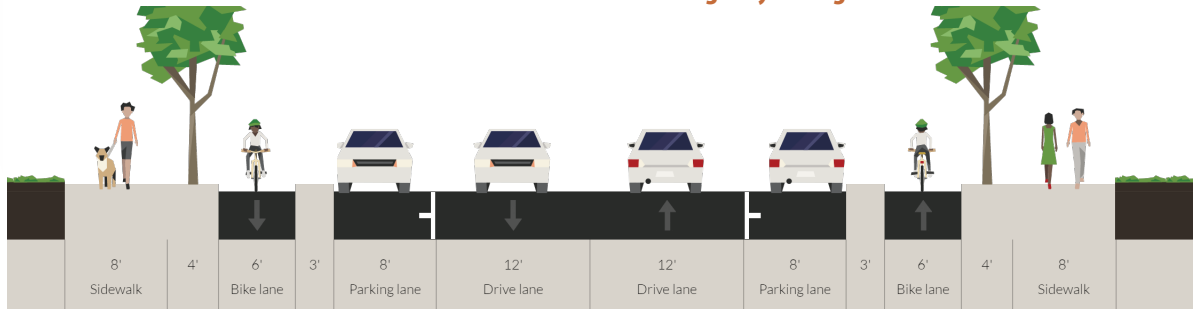 8' 4' 6' 3' 8' 12' 12' 8' 3' 6' 4' 8'
Sidewalk Bike lane Parking lane Drive lane Drive lane Parking lane Bike lane Sidewalk